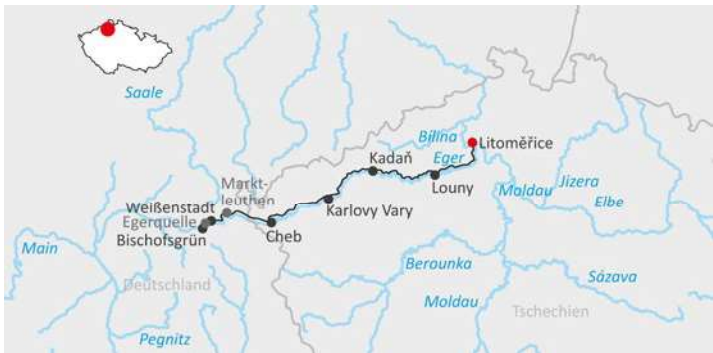 Saale
Bílina
Litoměřice
Eger
Kadaň
Louny
Moldau
Jizera
Elbe
Markt-
leuthen
Weißenstadt
Egerquelle
Bischofsgrün
Karlovy Vary
Cheb
Main
Deutschland
Berounka
Moldau
Sázava
Tschechien
Pegnitz